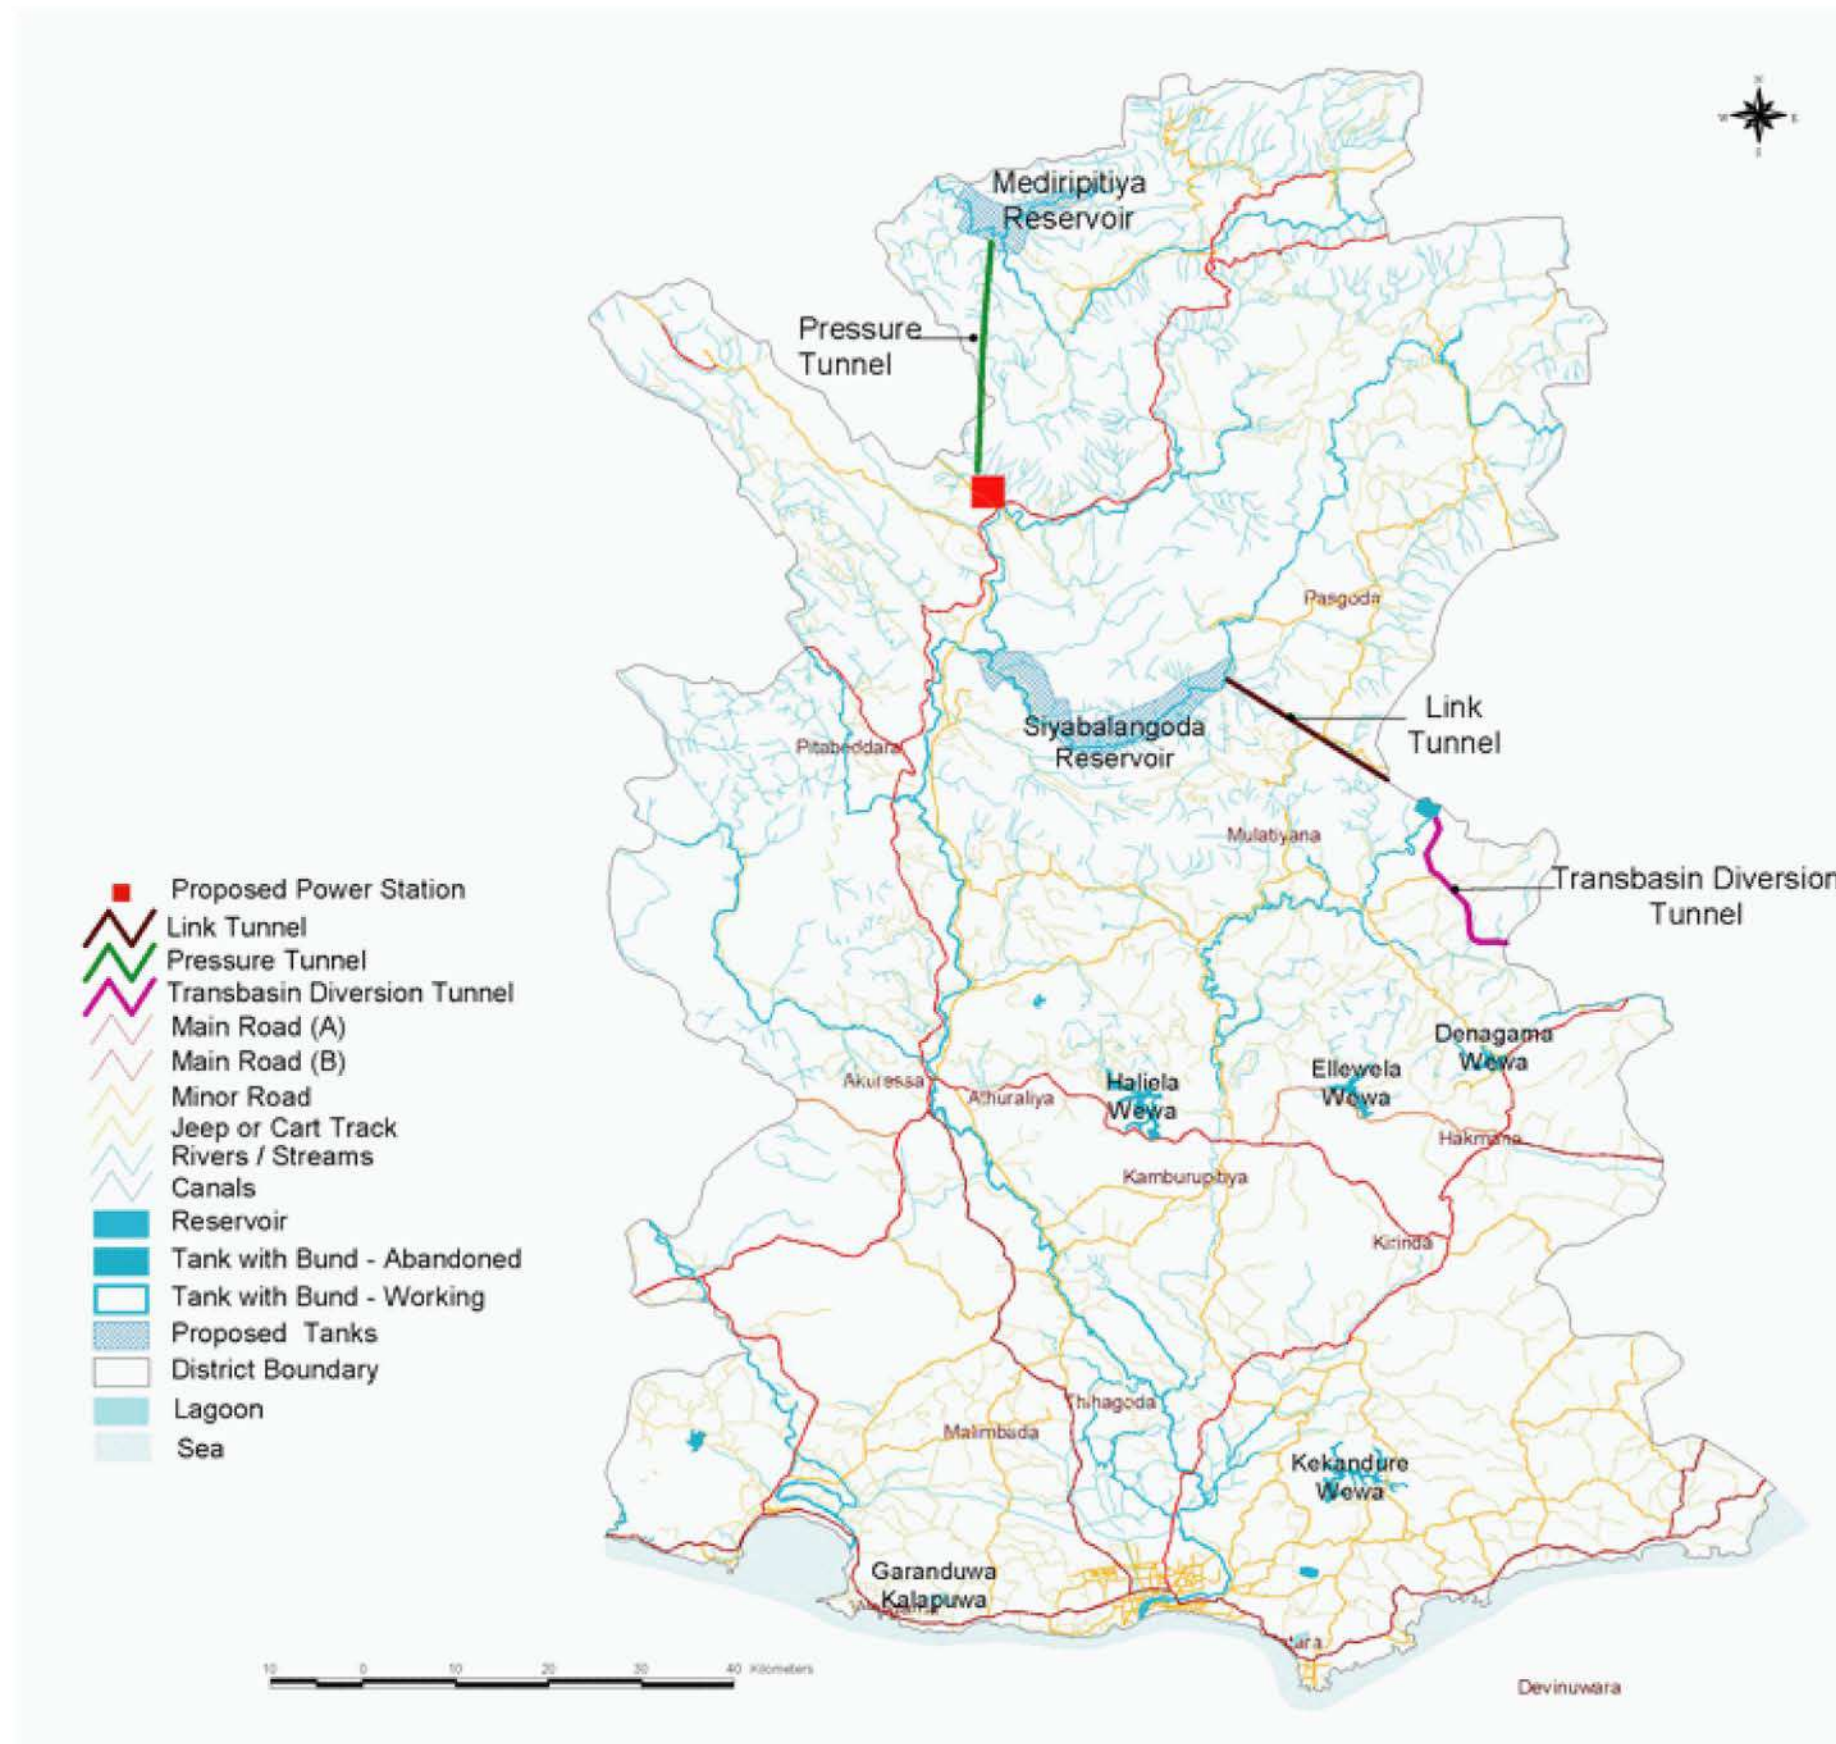 Mediripitiya
Reservoir
Pressure
Tunnel
Pasgoda
Link
Tunnel
Siyabalangoda
Reservoir
Pitabeddara
Mulatiyana
Transbasin Diversion
Tunnel
Proposed Power Station
Link Tunnel
Pressure Tunnel
Transbasin Diversion Tunnel
Main Road (A)
Main Road (B)
Minor Road
Jeep or Cart Track
Rivers / Streams
Canals
Reservoir
Tank with Bund - Abandoned
Tank with Bund - Working
Proposed Tanks
District Boundary
Lagoon
Sea
Denagama
Wewa
Ellewela
Wewa
Haliela
Wewa
Akuressa
Athuraliya
Hakmana
Kamburupitiya
Kirinda
Thihagoda
Malimbada
Kekandure
Wewa
Garanduwa
Kalapuwa
10 0 10 20 30 40 Kilometers
Devinuwara